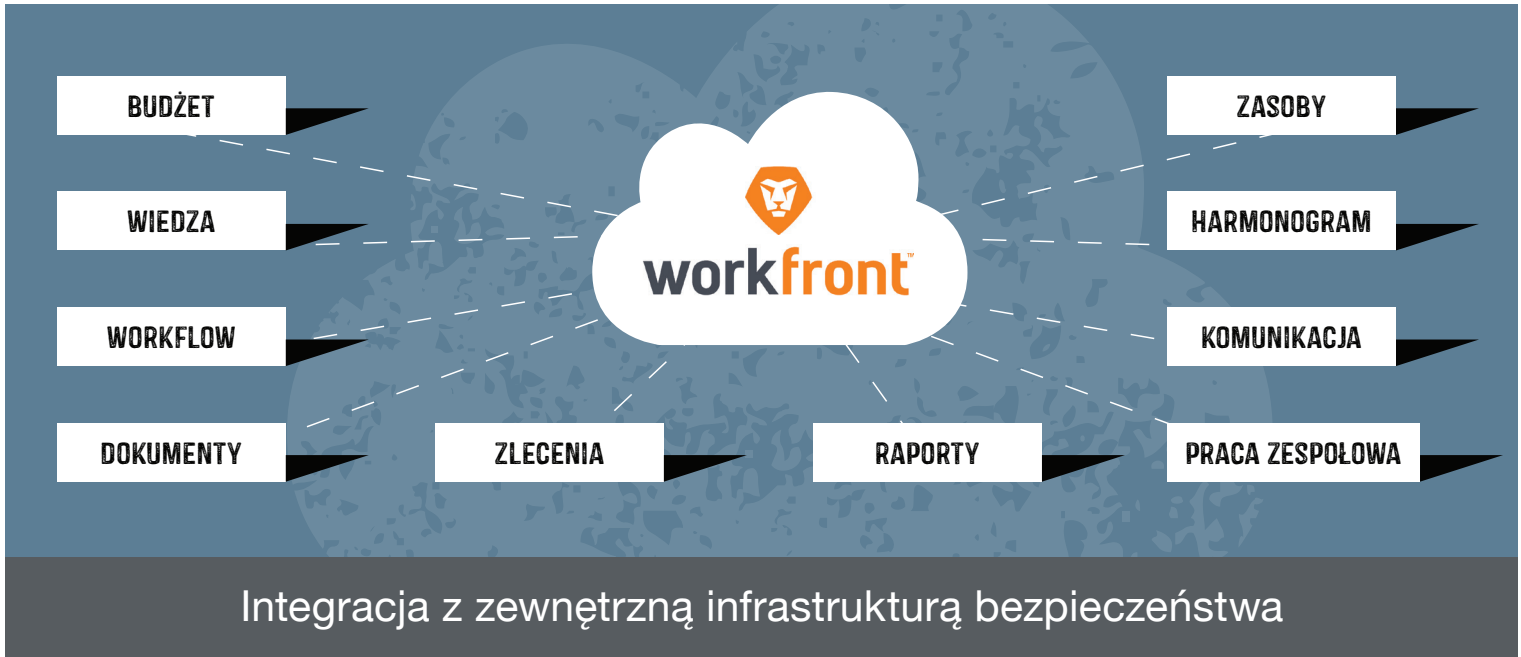 BUDŻET
ZASOBY
WIEDZA
HARMONOGRAM
workfront™
WORKFLOW
KOMUNIKACJA
DOKUMENTY
ZLECENIA
RAPORTY
PRACA ZESPOŁOWA
Integracja z zewnętrzną infrastrukturą bezpieczeństwa